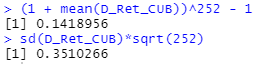 > (1 + mean(D_Ret_CUB))^252 - 1
[1] 0.1418956
> sd(D_Ret_CUB)*sqrt(252)
[1] 0.3510266